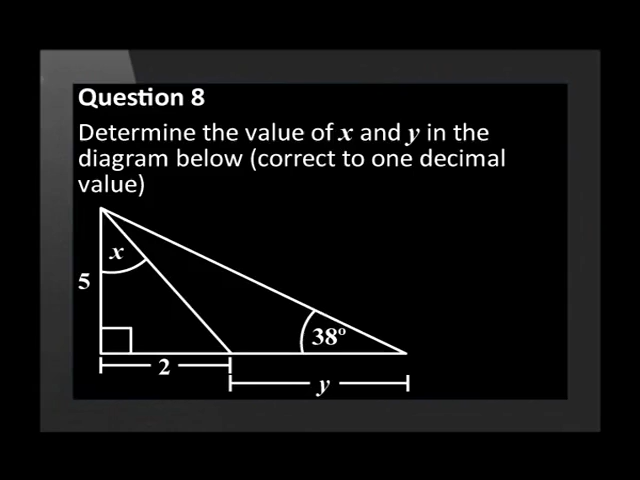 Question 8
Determine the value of x and y in the
diagram below (correct to one decimal
value)
x
5
38°
2
y